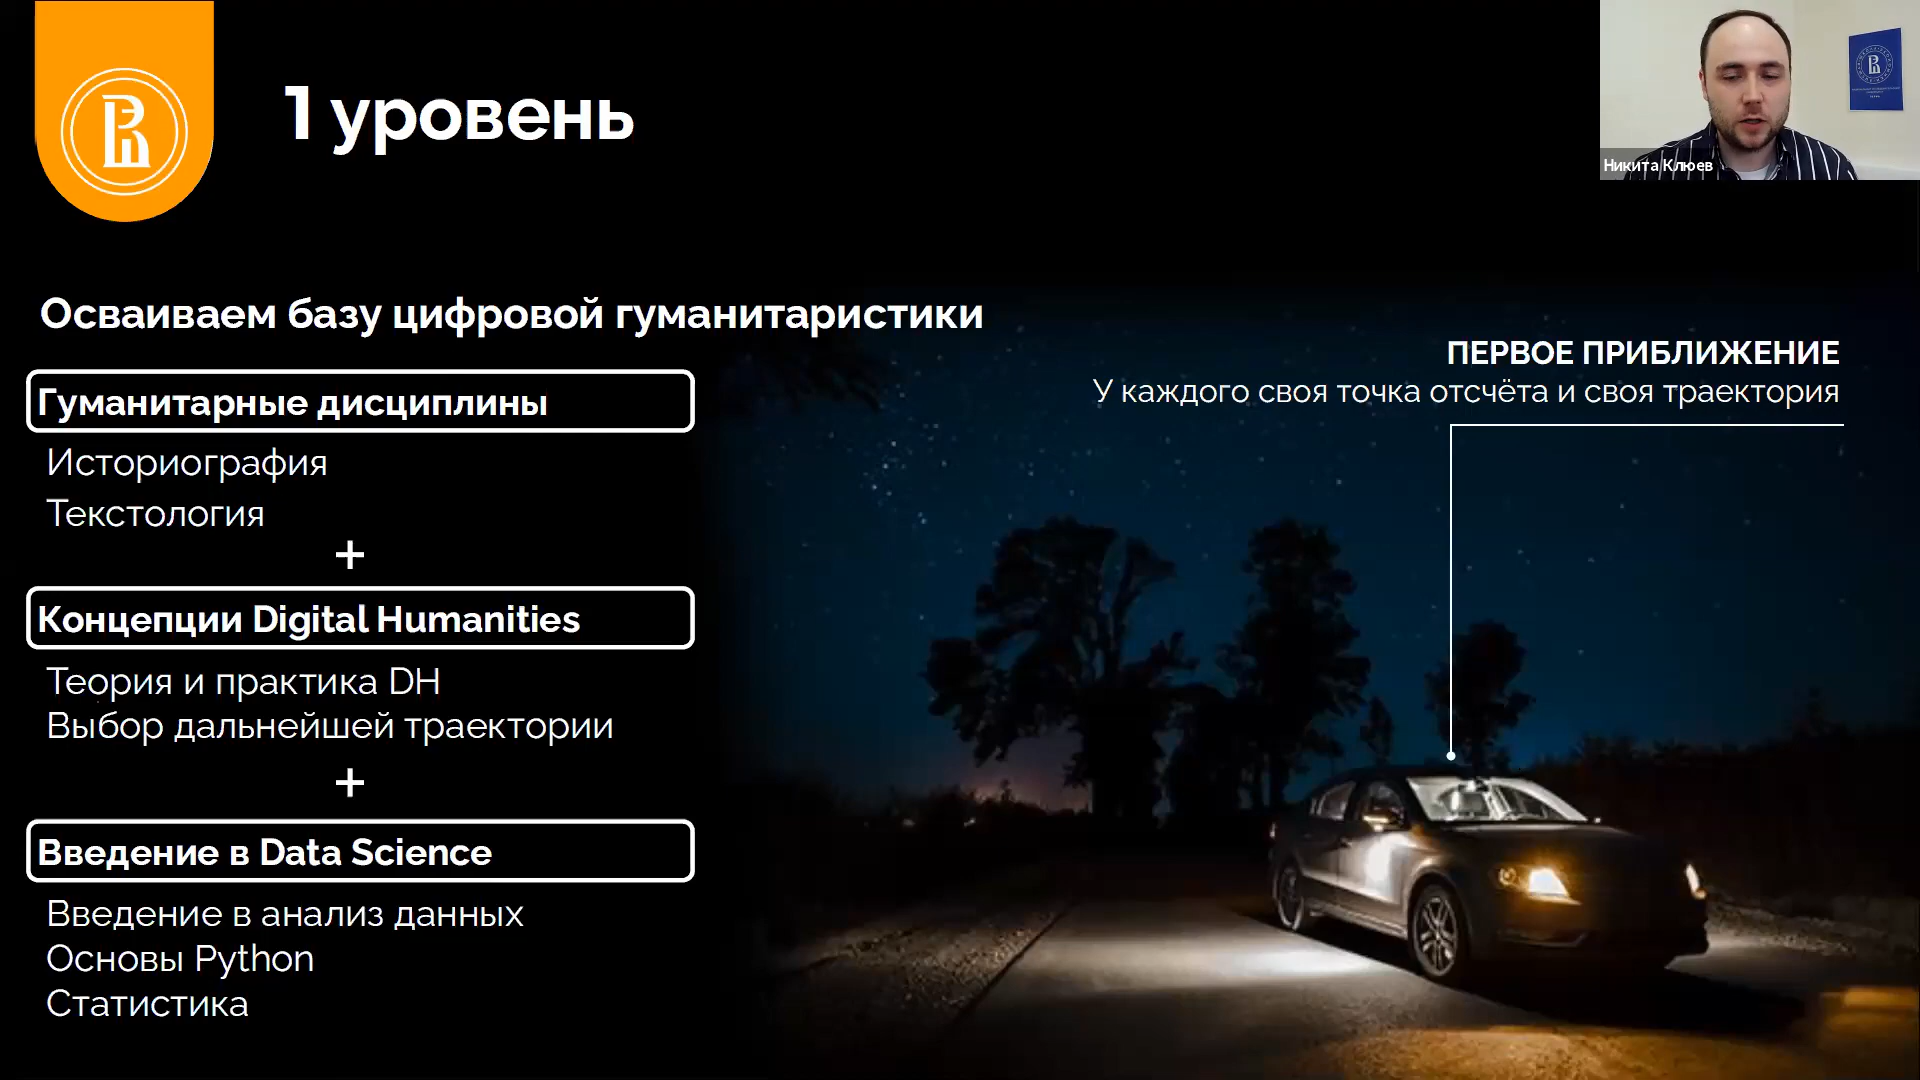 1 уровень
Никита Клюев
Осваиваем базу цифровой гуманитаристики
ПЕРВОЕ ПРИБЛИЖЕНИЕ
У каждого своя точка отсчёта и своя траектория
Гуманитарные дисциплины
Историография
Текстология
+
Концепции Digital Humanities
Теория и практика DH
Выбор дальнейшей траектории
+
Введение в Data Science
Введение в анализ данных
Основы Python
Статистика